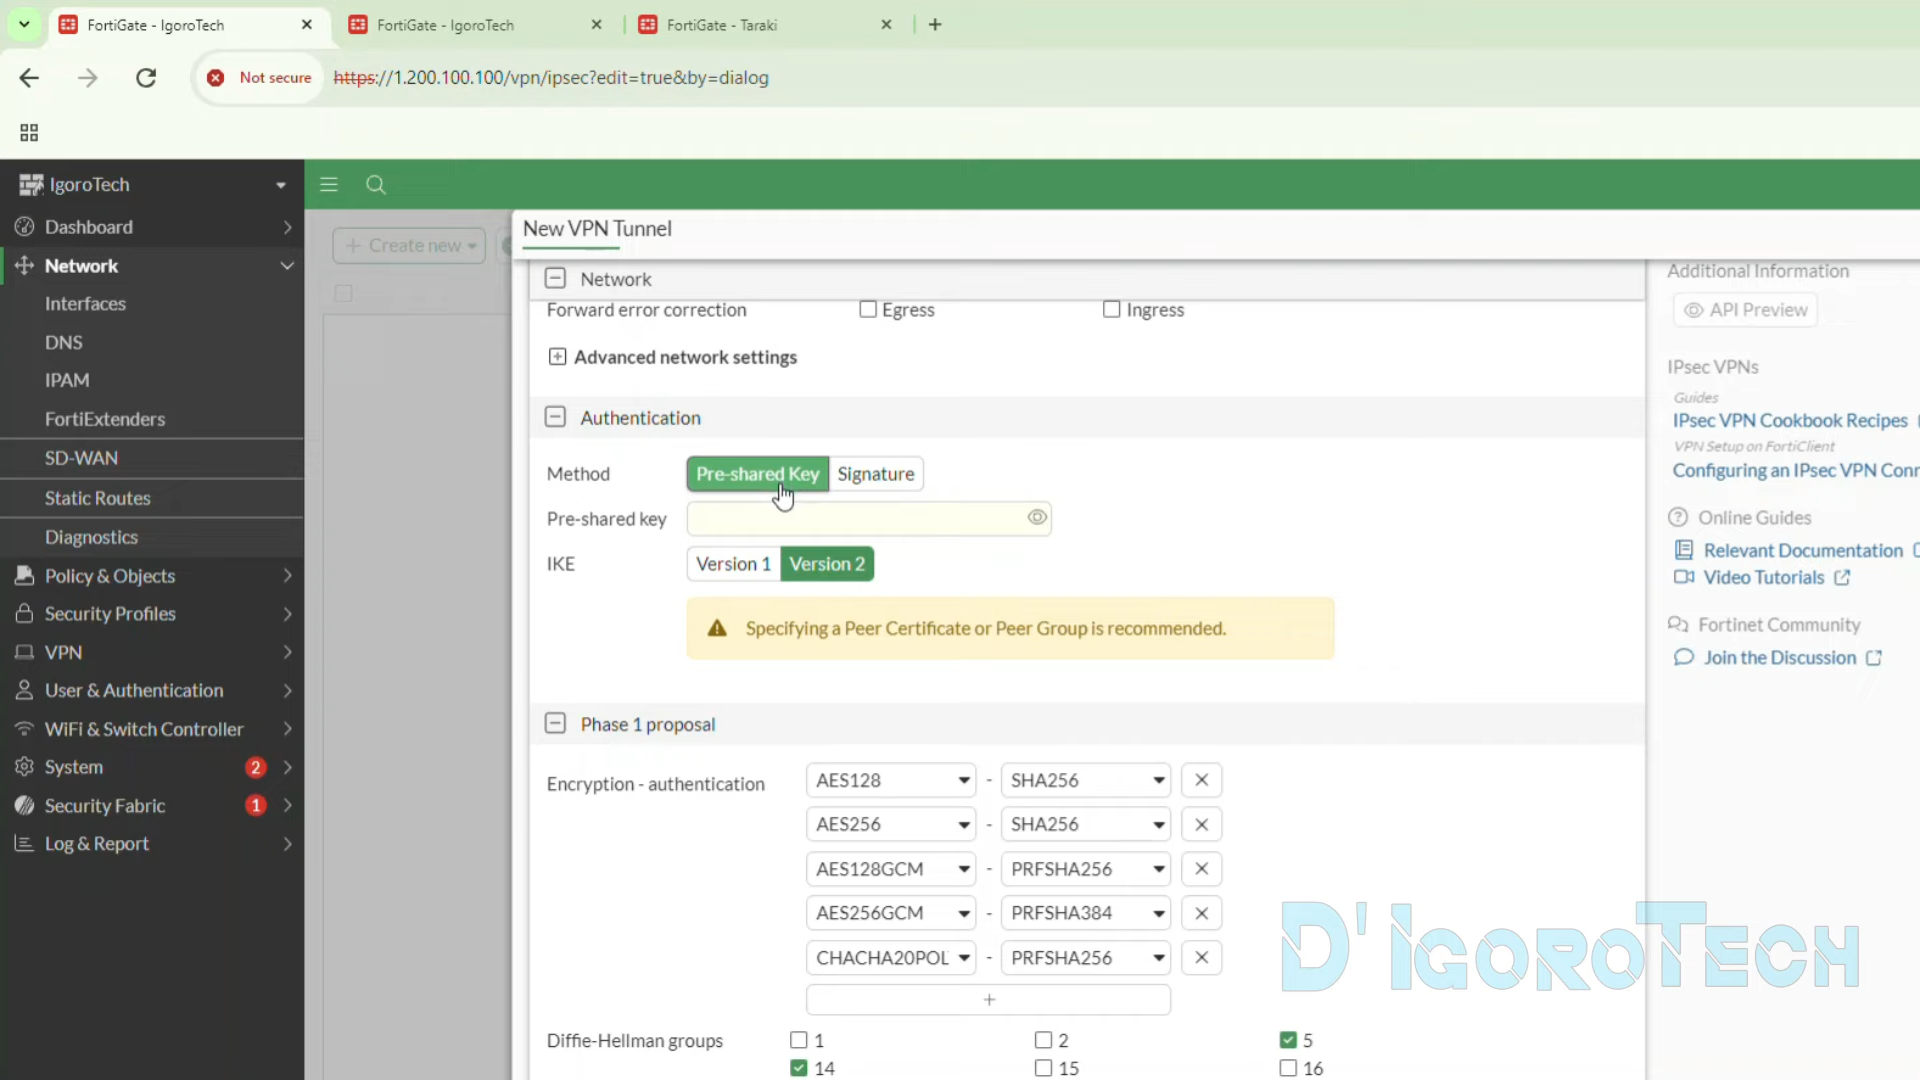 FortiGate - IgoroTech
FortiGate - IgoroTech
FortiGate - Taraki
Not secure https://1.200.100.100/vpn/ipsec?edit=true&by=dialog
IgoroTech
Dashboard
Network
Interfaces
DNS
IPAM
FortiExtenders
SD-WAN
Static Routes
Diagnostics
Policy & Objects
Security Profiles
VPN
User & Authentication
WiFi & Switch Controller
System 2
Security Fabric 1
Log & Report
+ Create new
New VPN Tunnel
Network
Forward error correction Egress Ingress
Advanced network settings
Authentication
Method Pre-shared Key Signature
Pre-shared key
IKE Version 1 Version 2
Specifying a Peer Certificate or Peer Group is recommended.
Phase 1 proposal
Encryption - authentication AES128 - SHA256
AES256 - SHA256
AES128GCM - PRFSHA256
AES256GCM - PRFSHA384
CHACHA20POL - PRFSHA256
+
Diffie-Hellman groups 1 2 5
14 15 16
Additional Information
API Preview
IPsec VPNs
Guides
IPsec VPN Cookbook Recipes
VPN Setup on FortiClient
Configuring an IPsec VPN Conn
Online Guides
Relevant Documentation
Video Tutorials
Fortinet Community
Join the Discussion
D'IGOROTECH